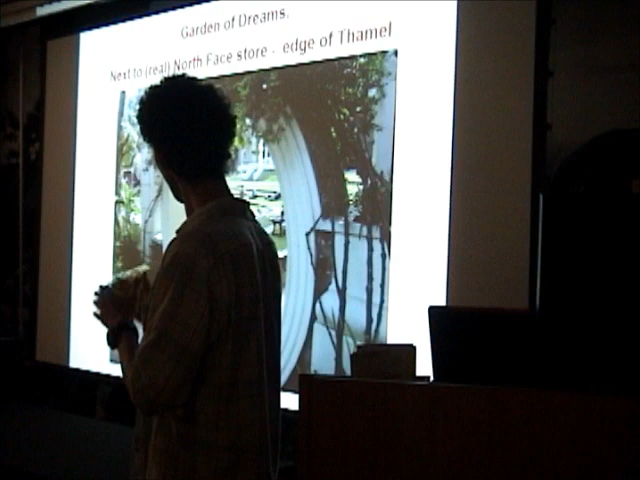 Garden of Dreams.
Next to (real) North Face store - edge of Thamel